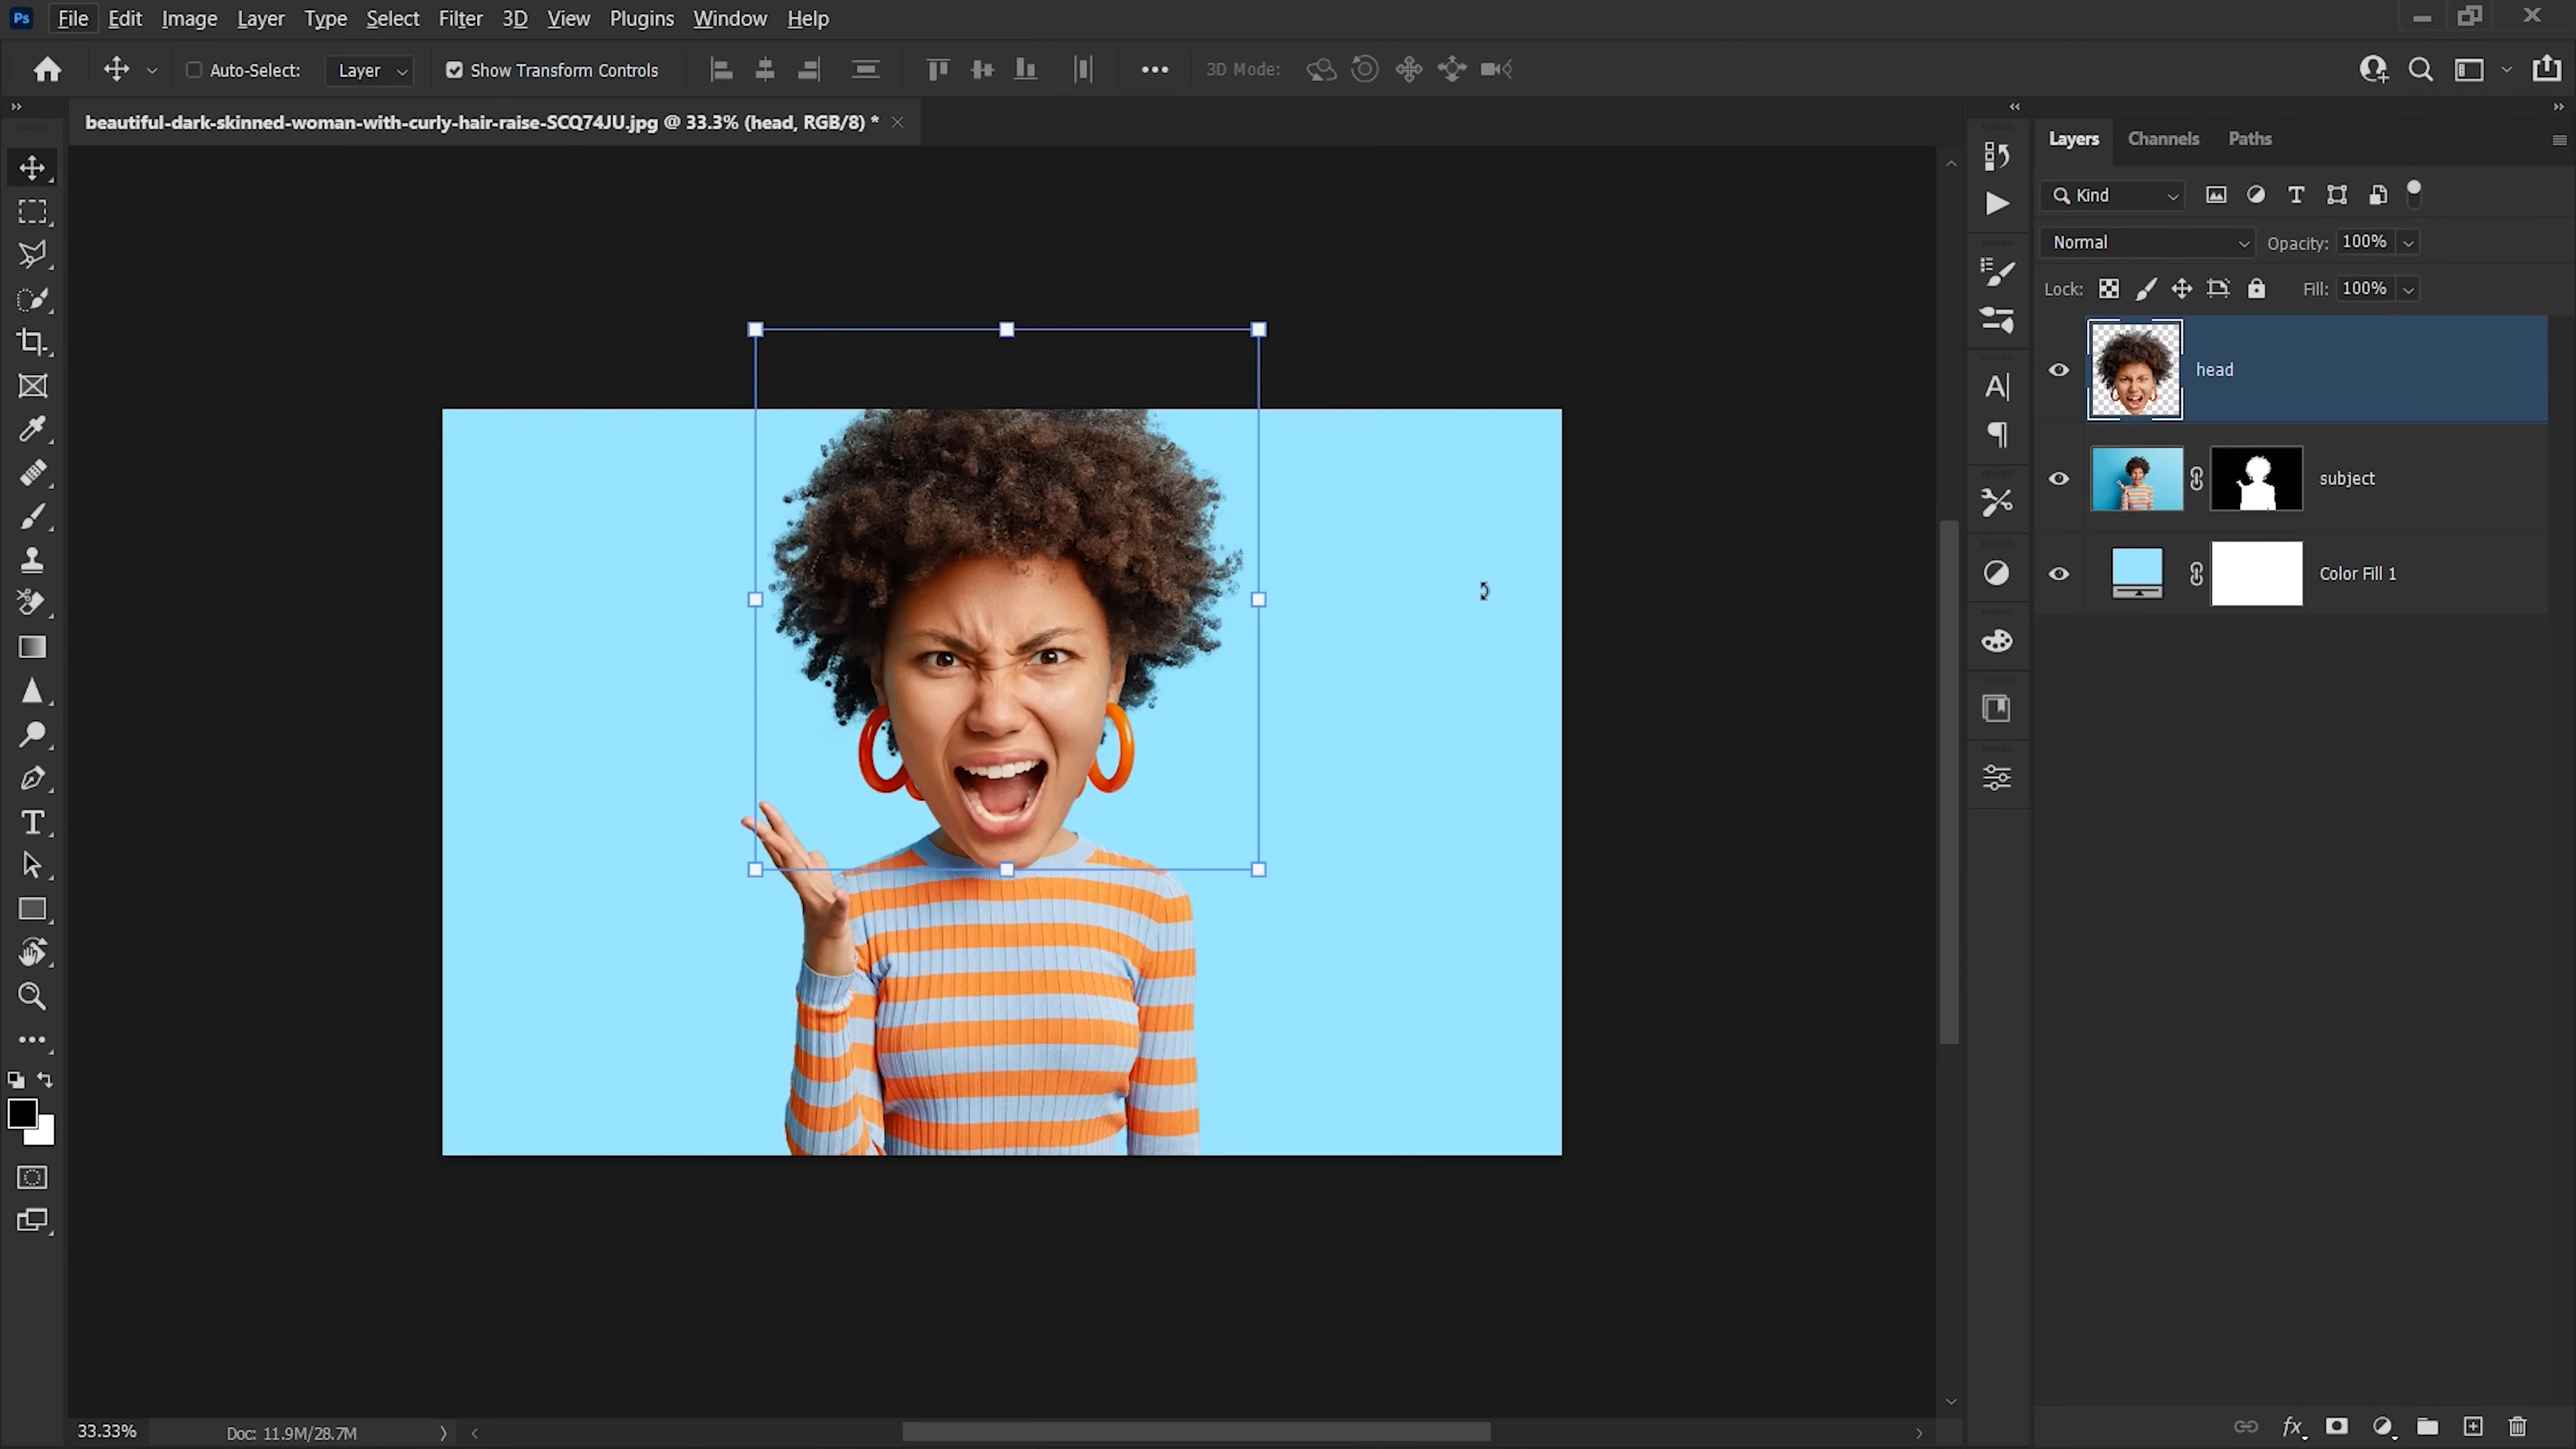 Ps File Edit Image Layer Type Select Filter 3D View Plugins Window Help
Auto-Select: Layer Show Transform Controls 3D Mode:
beautiful-dark-skinned-woman-with-curly-hair-raise-SCQ74JU.jpg @ 33.3% (head, RGB/8) *
Layers Channels Paths
Kind
Normal Opacity: 100%
Lock: Fill: 100%
head
subject
Color Fill 1
33.33% Doc: 11.9M/28.7M